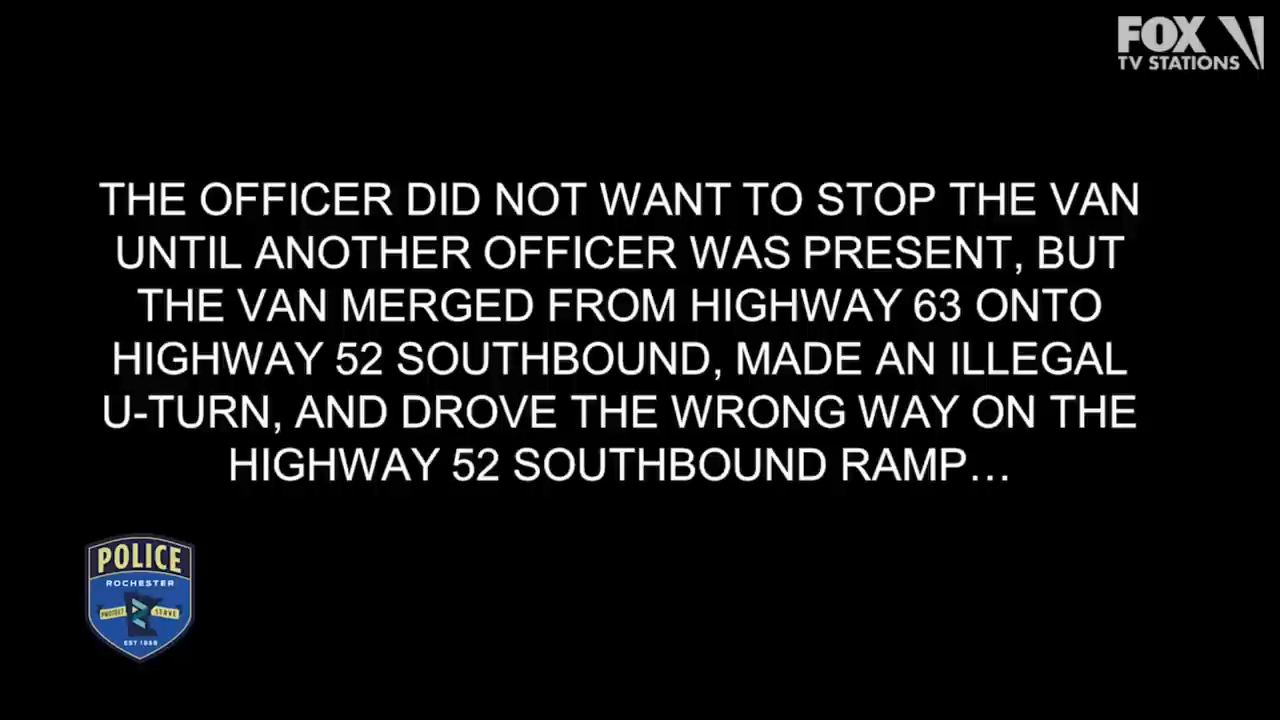 FOX
TV STATIONS
THE OFFICER DID NOT WANT TO STOP THE VAN
UNTIL ANOTHER OFFICER WAS PRESENT, BUT
THE VAN MERGED FROM HIGHWAY 63 ONTO
HIGHWAY 52 SOUTHBOUND, MADE AN ILLEGAL
U-TURN, AND DROVE THE WRONG WAY ON THE
HIGHWAY 52 SOUTHBOUND RAMP…
POLICE
ROCHESTER
PROTECT SERVE